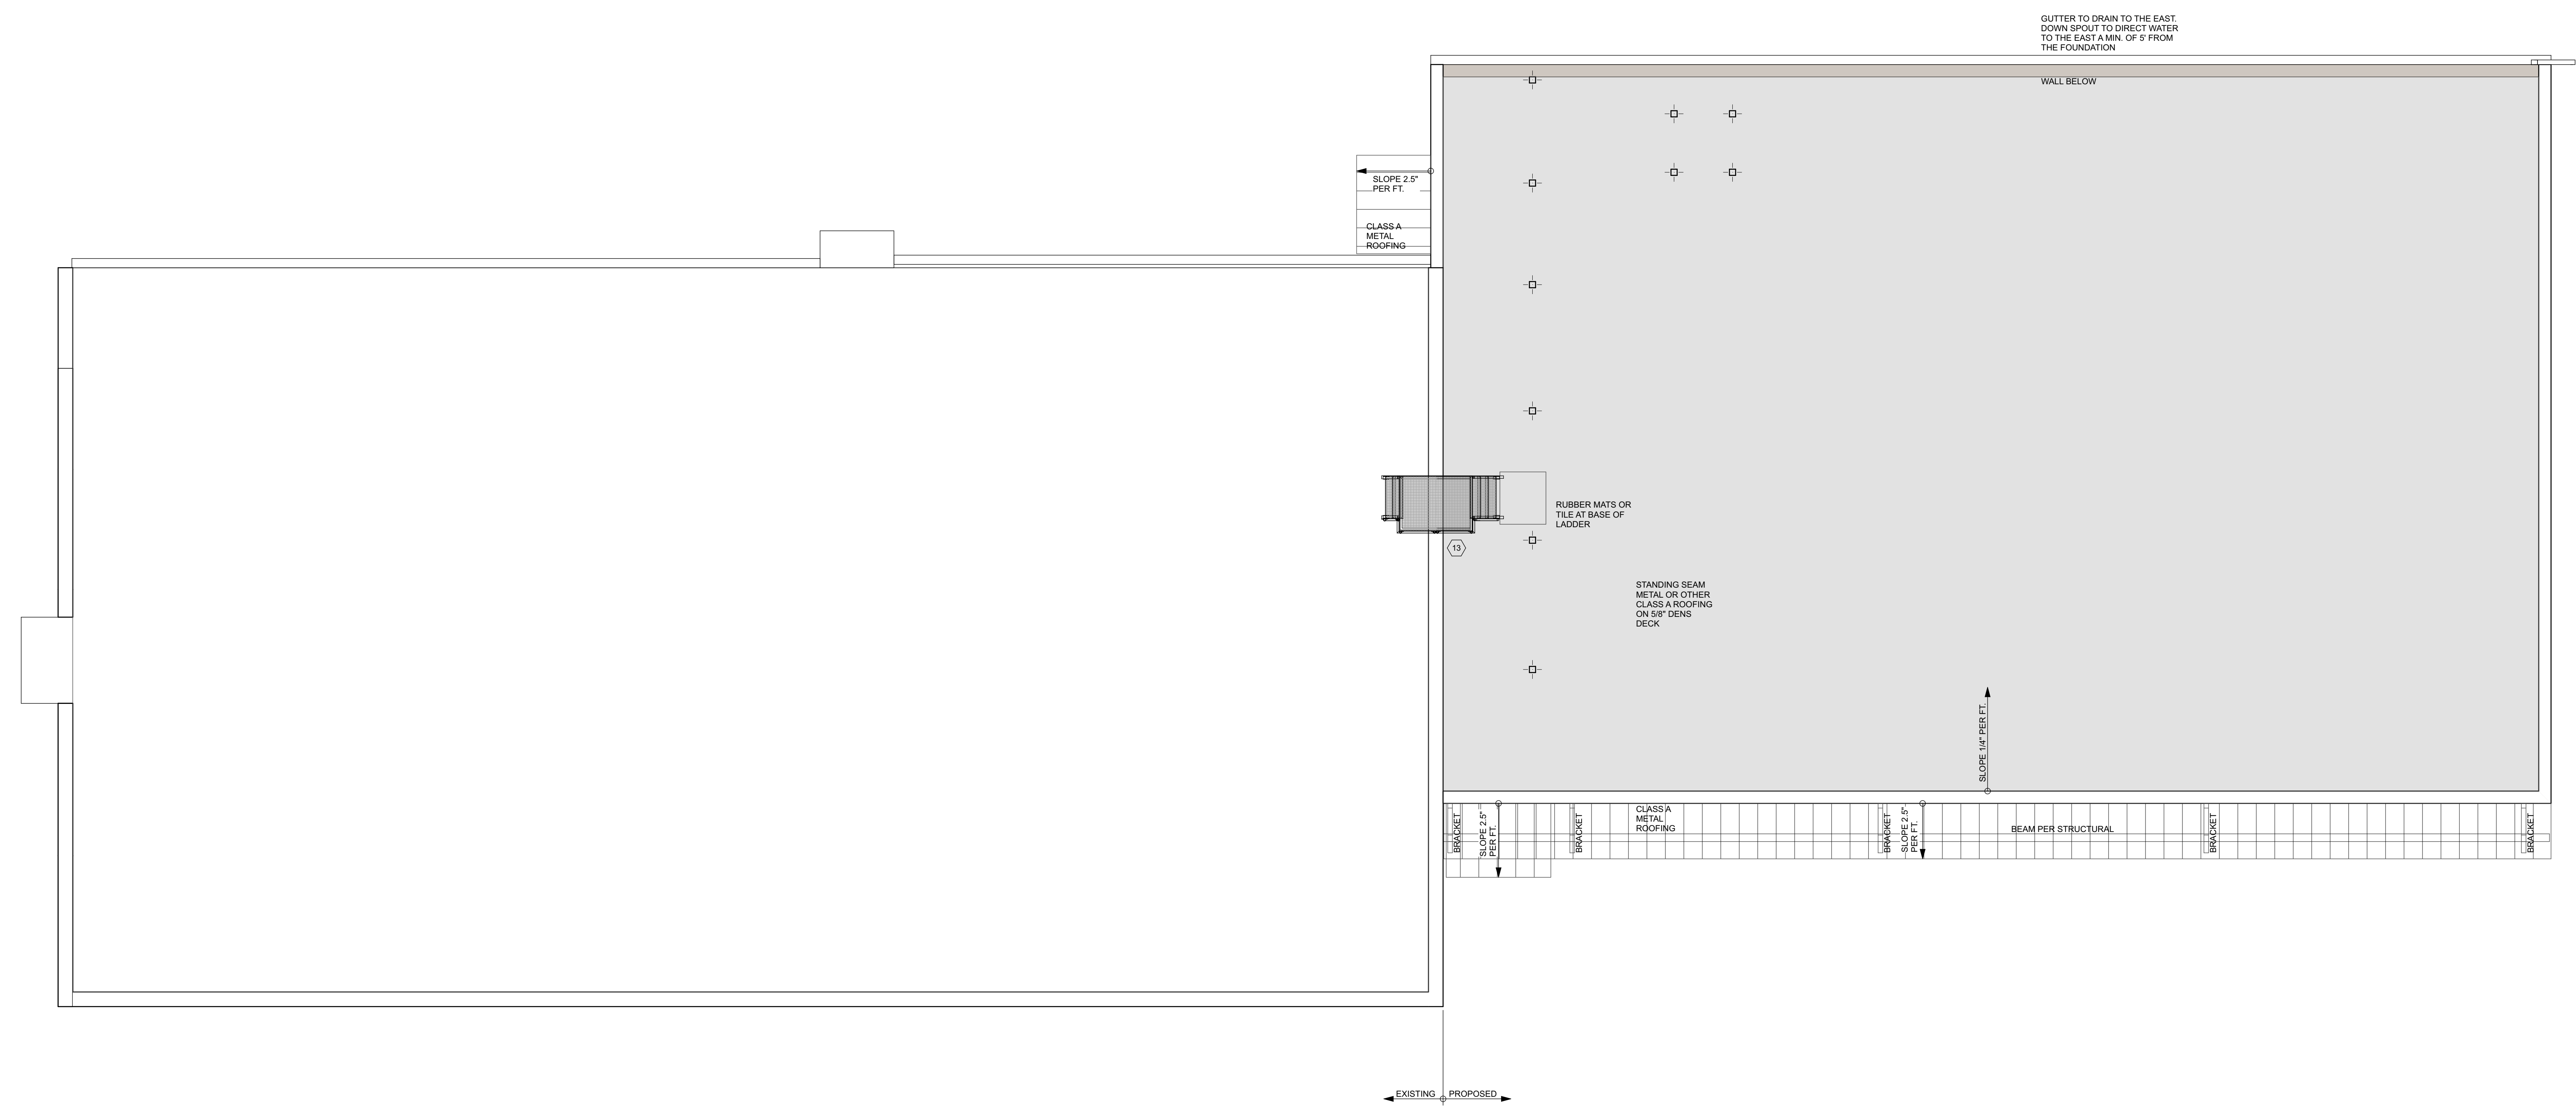 GUTTER TO DRAIN TO THE EAST.
DOWN SPOUT TO DIRECT WATER
TO THE EAST A MIN. OF 5' FROM
THE FOUNDATION
WALL BELOW
SLOPE 2.5"
PER FT.
CLASS A
METAL
ROOFING
RUBBER MATS OR
TILE AT BASE OF
LADDER
13
STANDING SEAM
METAL OR OTHER
CLASS A ROOFING
ON 5/8" DENS
DECK
SLOPE 1/4" PER FT.
BRACKET
SLOPE 2.5"
PER FT.
BRACKET
CLASS A
METAL
ROOFING
BRACKET
SLOPE 2.5"
PER FT.
BEAM PER STRUCTURAL
BRACKET
BRACKET
EXISTING
PROPOSED